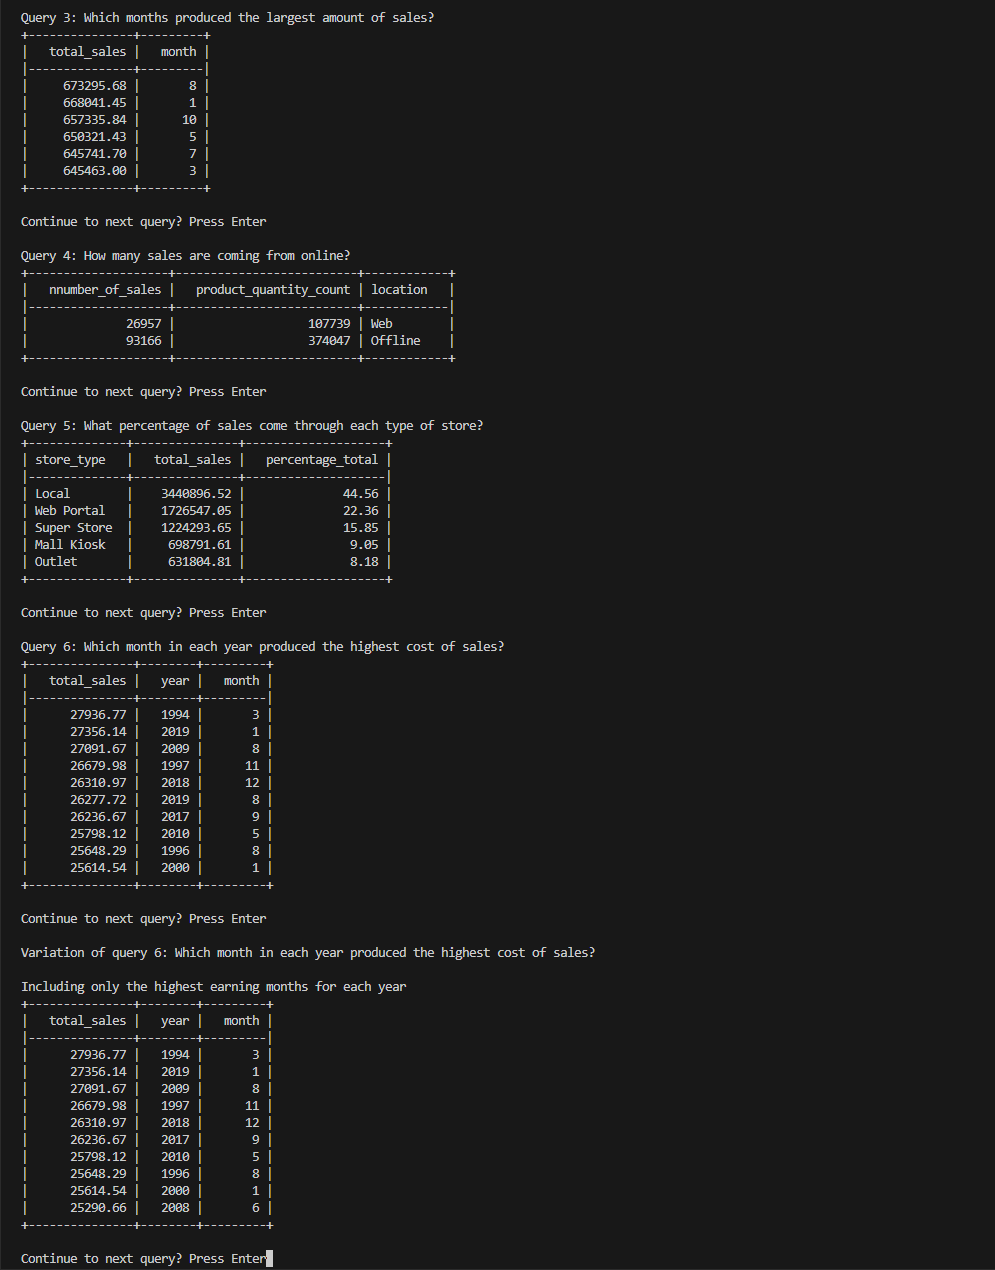 Query 3: Which months produced the largest amount of sales?
+---------------+---------+
|   total_sales |   month |
|---------------+---------|
|     673295.68 |       8 |
|     668041.45 |       1 |
|     657335.84 |      10 |
|     650321.43 |       5 |
|     645741.70 |       7 |
|     645463.00 |       3 |
+---------------+---------+
Continue to next query? Press Enter
Query 4: How many sales are coming from online?
+--------------------+--------------------------+------------+
|   nnumber_of_sales |   product_quantity_count | location   |
|--------------------+--------------------------+------------|
|              26957 |                   107739 | Web        |
|              93166 |                   374047 | Offline    |
+--------------------+--------------------------+------------+
Continue to next query? Press Enter
Query 5: What percentage of sales come through each type of store?
+--------------+---------------+--------------------+
| store_type   |   total_sales |   percentage_total |
|--------------+---------------+--------------------|
| Local        |    3440896.52 |              44.56 |
| Web Portal   |    1726547.05 |              22.36 |
| Super Store  |    1224293.65 |              15.85 |
| Mall Kiosk   |     698791.61 |               9.05 |
| Outlet       |     631804.81 |               8.18 |
+--------------+---------------+--------------------+
Continue to next query? Press Enter
Query 6: Which month in each year produced the highest cost of sales?
+---------------+--------+---------+
|   total_sales |   year |   month |
|---------------+--------+---------|
|      27936.77 |   1994 |       3 |
|      27356.14 |   2019 |       1 |
|      27091.67 |   2009 |       8 |
|      26679.98 |   1997 |      11 |
|      26310.97 |   2018 |      12 |
|      26277.72 |   2019 |       8 |
|      26236.67 |   2017 |       9 |
|      25798.12 |   2010 |       5 |
|      25648.29 |   1996 |       8 |
|      25614.54 |   2000 |       1 |
+---------------+--------+---------+
Continue to next query? Press Enter
Variation of query 6: Which month in each year produced the highest cost of sales?
Including only the highest earning months for each year
+---------------+--------+---------+
|   total_sales |   year |   month |
|---------------+--------+---------|
|      27936.77 |   1994 |       3 |
|      27356.14 |   2019 |       1 |
|      27091.67 |   2009 |       8 |
|      26679.98 |   1997 |      11 |
|      26310.97 |   2018 |      12 |
|      26236.67 |   2017 |       9 |
|      25798.12 |   2010 |       5 |
|      25648.29 |   1996 |       8 |
|      25614.54 |   2000 |       1 |
|      25290.66 |   2008 |       6 |
+---------------+--------+---------+
Continue to next query? Press Enter